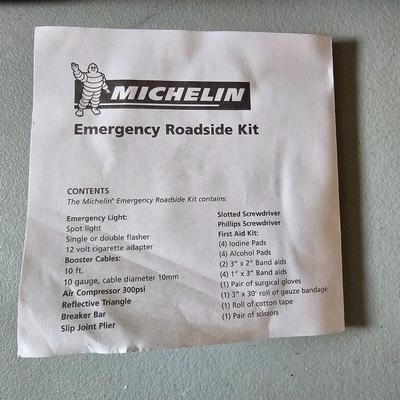 MICHELIN
Emergency Roadside Kit
CONTENTS
The Michelin® Emergency Roadside Kit contains:
Emergency Light:
Spot light
Single or double flasher
12 volt cigarette adapter
Booster Cables:
10 ft.
10 gauge, cable diameter 10mm
Air Compressor 300psi
Reflective Triangle
Breaker Bar
Slip Joint Plier
Slotted Screwdriver
Phillips Screwdriver
First Aid Kit:
(4) Iodine Pads
(4) Alcohol Pads
(2) 3" x 2" Band aids
(4) 1" x 3" Band aids
(1) Pair of surgical gloves
(1) 3" x 30' roll of gauze bandage
(1) Roll of cotton tape
(1) Pair of scissors